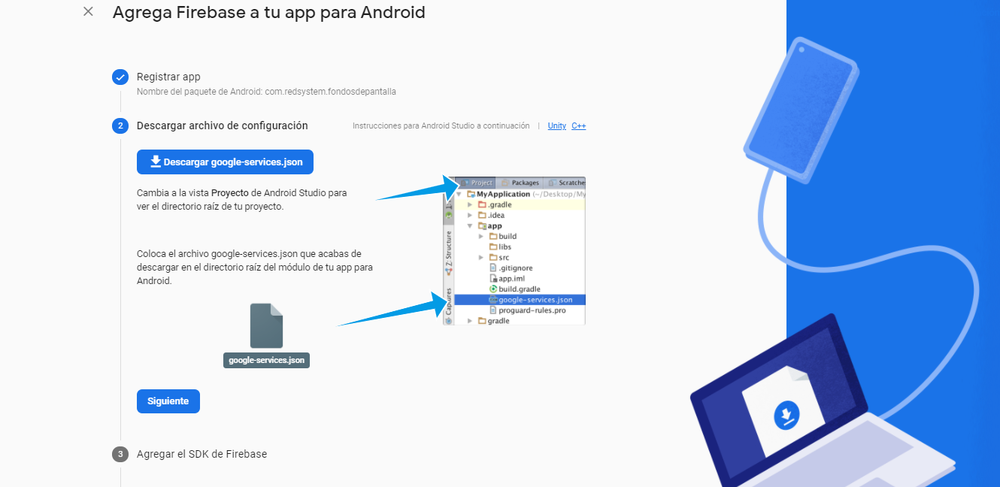 Agrega Firebase a tu app para Android
Registrar app
Nombre del paquete de Android: com.redsystem.fondosdepantalla
2 Descargar archivo de configuración
Instrucciones para Android Studio a continuación | Unity C++
Descargar google-services.json
Cambia a la vista Proyecto de Android Studio para
ver el directorio raíz de tu proyecto.
Coloca el archivo google-services.json que acabas de
descargar en el directorio raíz del módulo de tu app para
Android.
google-services.json
Project Packages Scratche
MyApplication (~/Desktop/My
.gradle
.idea
app
build
libs
src
.gitignore
app.iml
build.gradle
google-services.json
proguard-rules.pro
gradle
Z: Structure
Captures
Siguiente
3 Agregar el SDK de Firebase